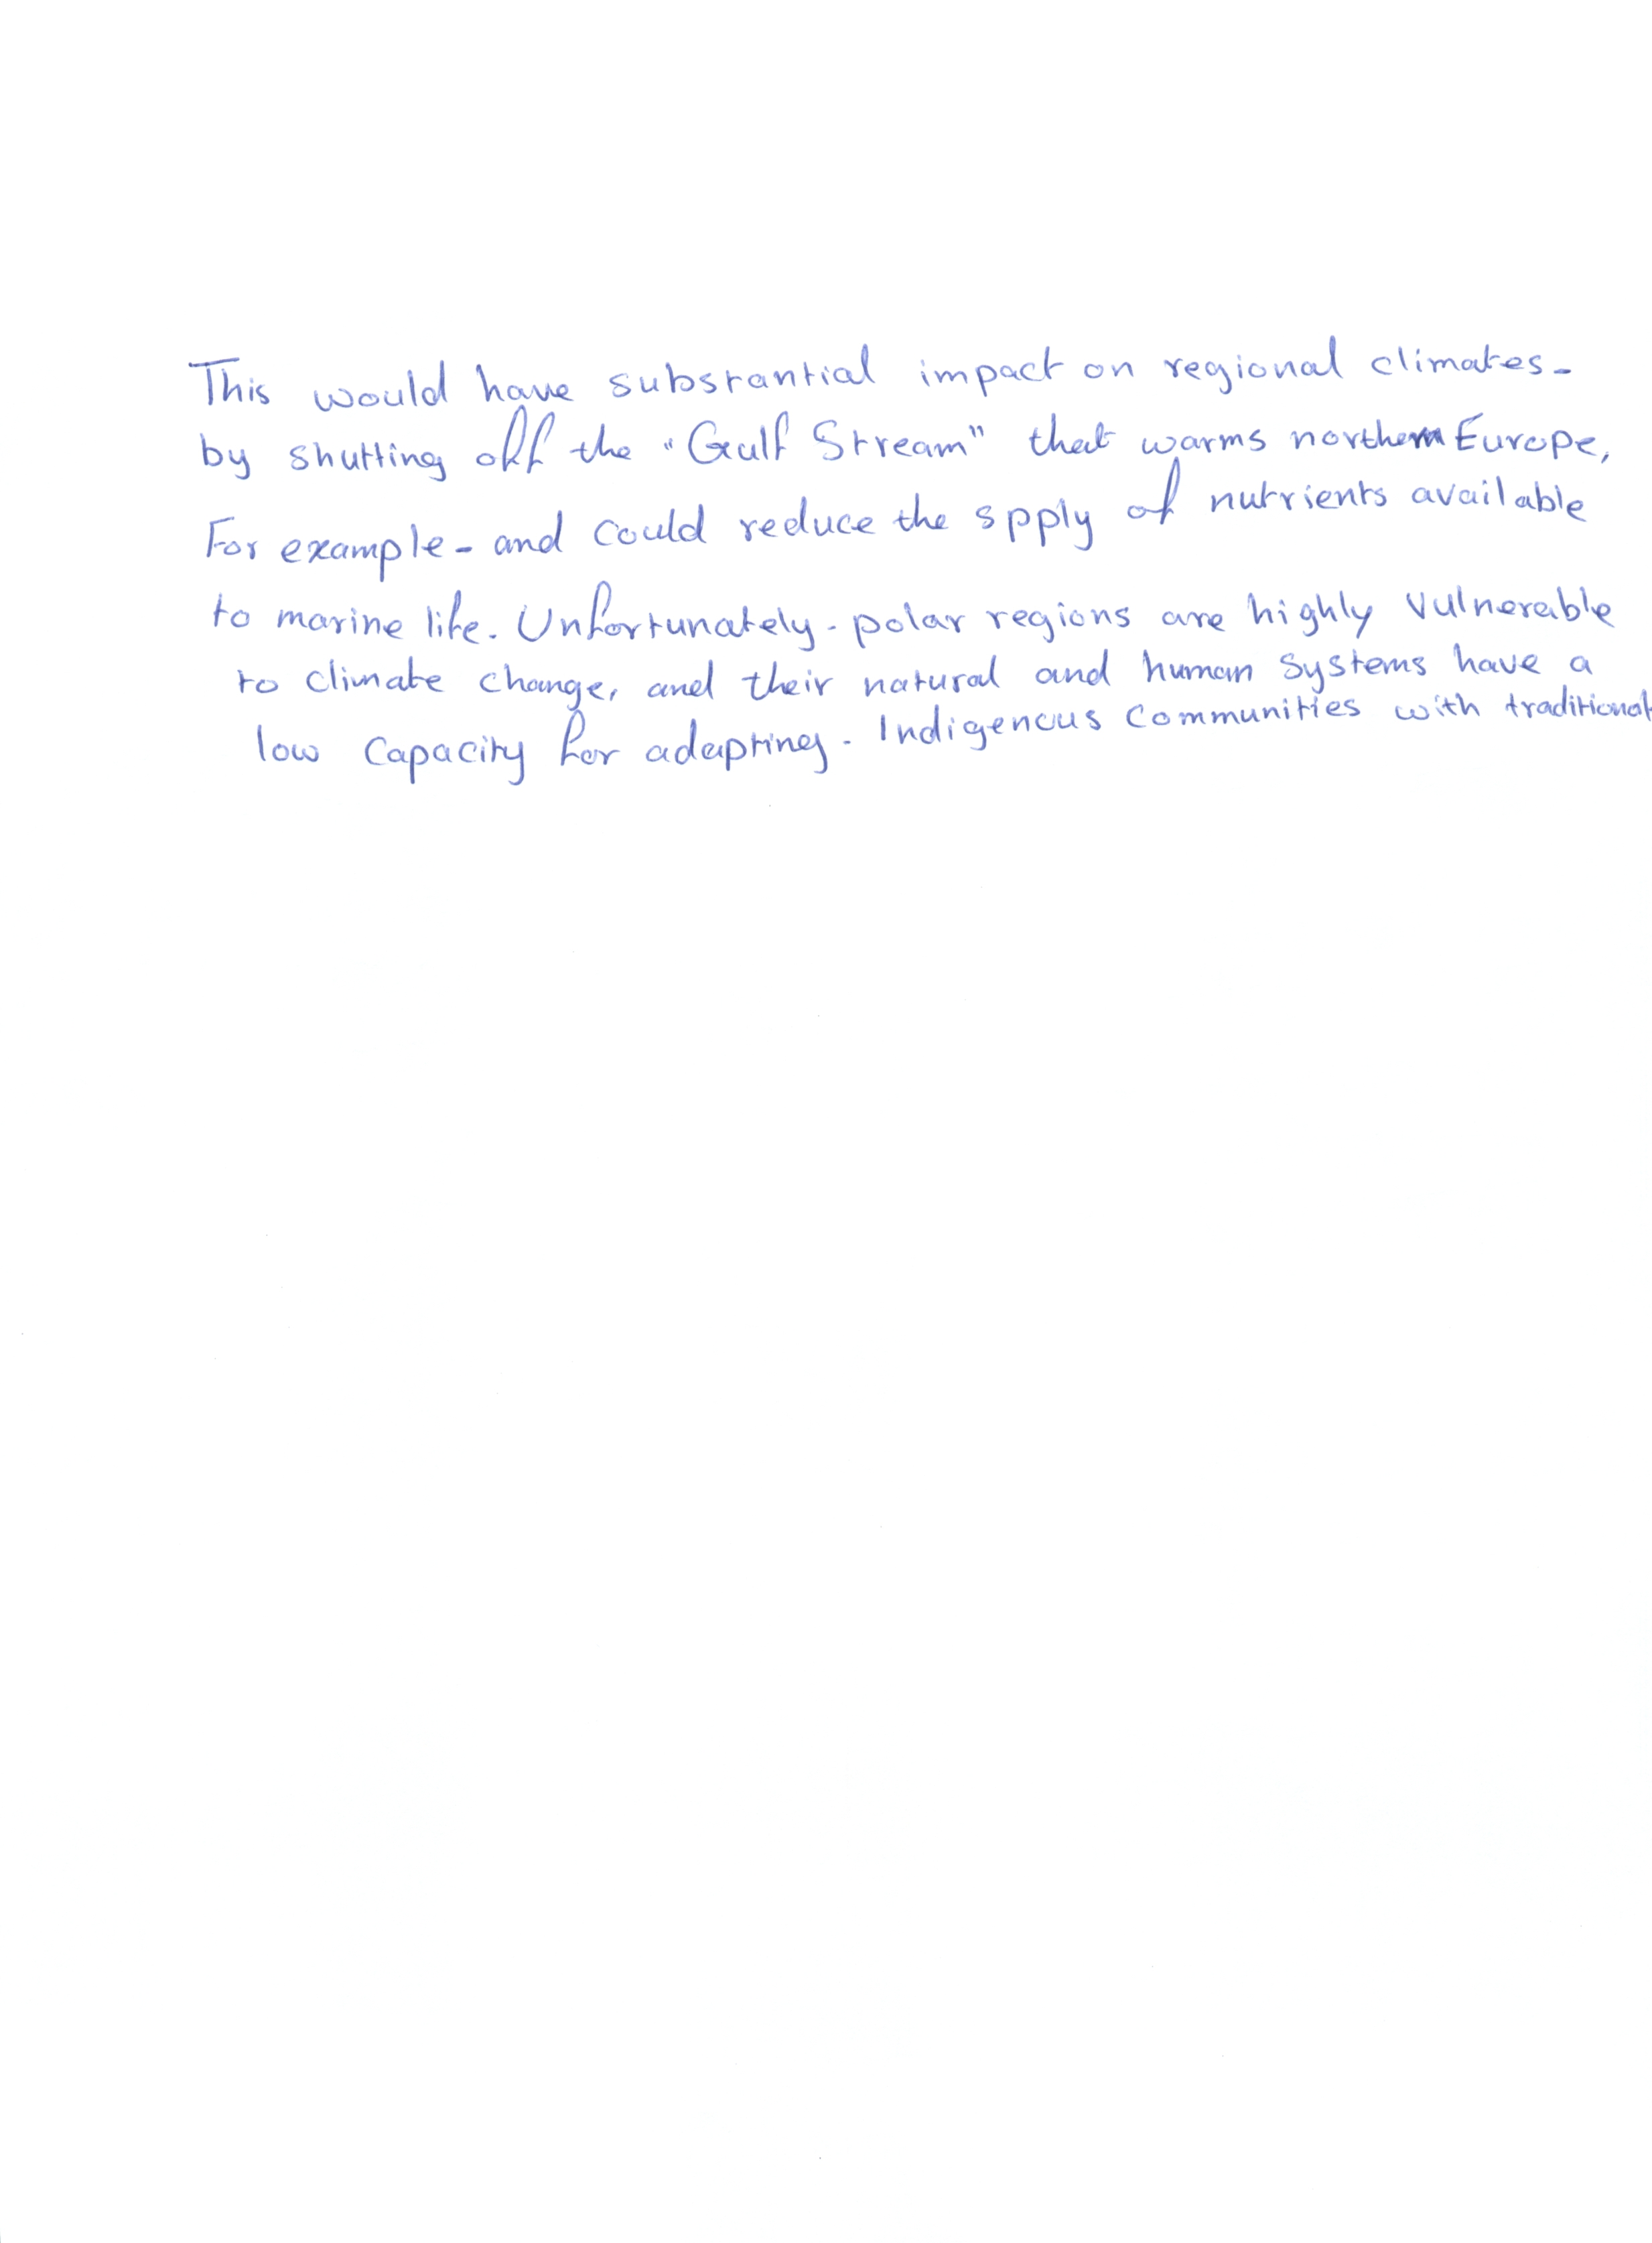 This would have substantial impact on regional climates-
by shutting off the "Gulf Stream" that warms northern Europe,
For example - and could reduce the spply of nutrients available
to marine life. Unfortunately - polar regions are highly vulnerable
to climate change, and their natural and human systems have a
low capacity for adapting. Indigenous communities with traditional